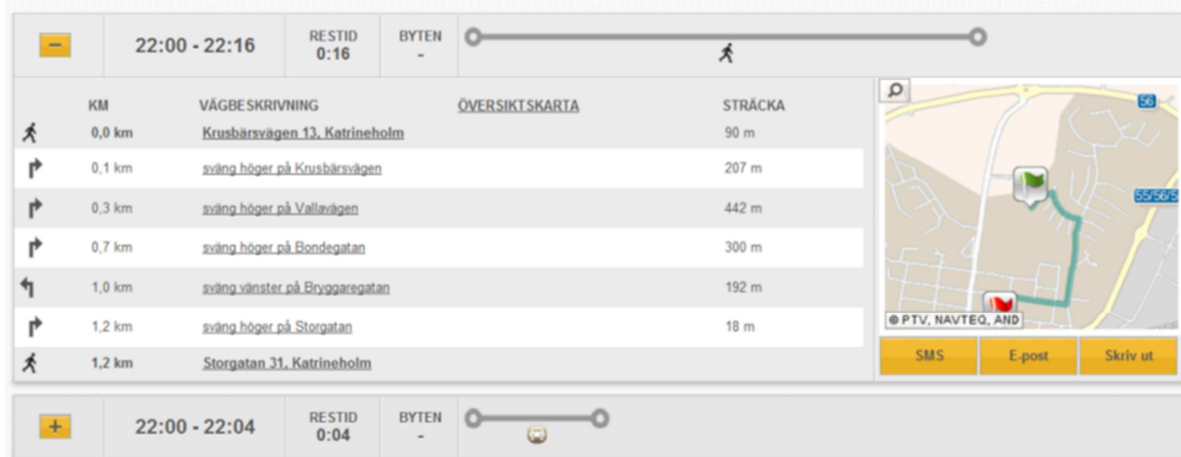 22:00 - 22:16 RESTID BYTEN
0:16 -
KM VÄGBESKRIVNING ÖVERSIKTSKARTA STRÄCKA
0,0 km Krusbärsvägen 13, Katrineholm 90 m
0,1 km sväng höger på Krusbärsvägen 207 m
0,3 km sväng höger på Vallavägen 442 m
0,7 km sväng höger på Bondegatan 300 m
1,0 km sväng vänster på Bryggaregatan 192 m
1,2 km sväng höger på Storgatan 18 m
1,2 km Storgatan 31, Katrineholm
56
55/56/5
© PTV, NAVTEQ, AND
SMS E-post Skriv ut
22:00 - 22:04 RESTID BYTEN
0:04 -